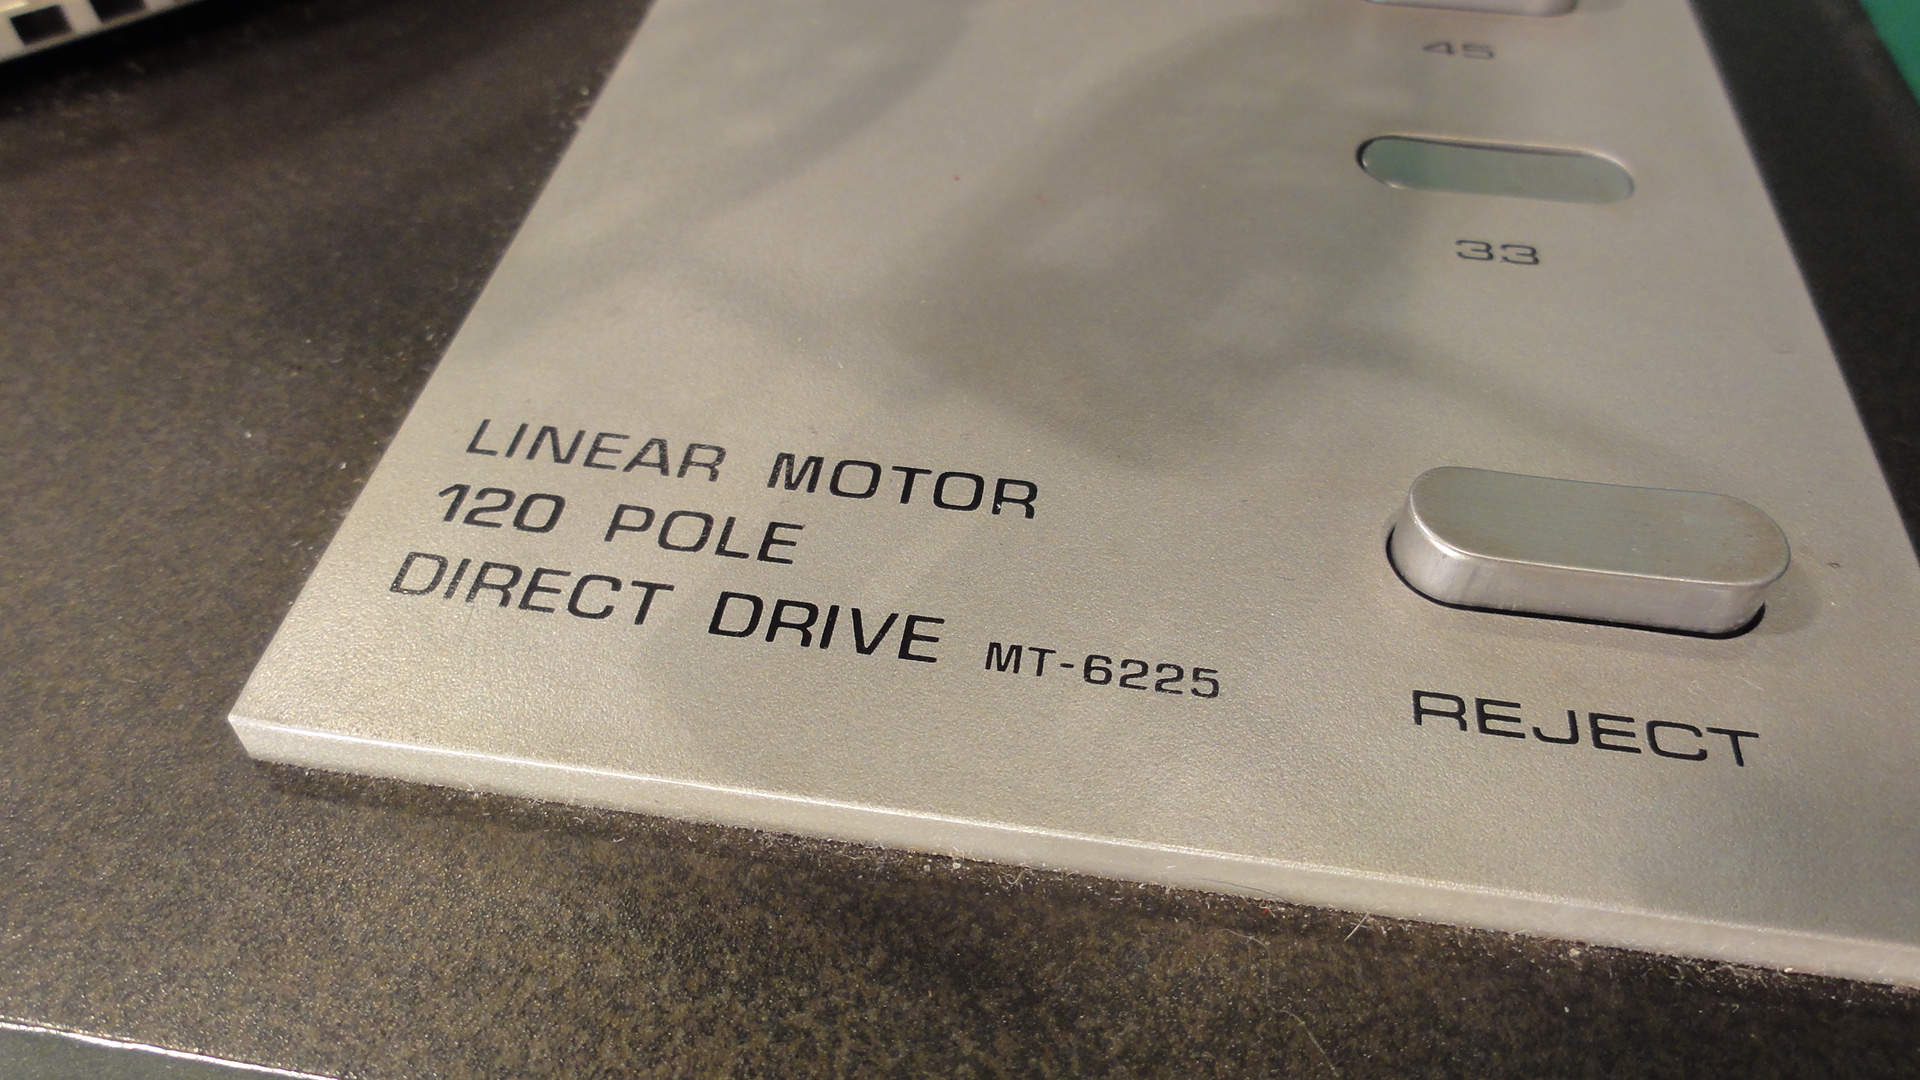 45
33
LINEAR MOTOR
120 POLE
DIRECT DRIVE MT-6225
REJECT